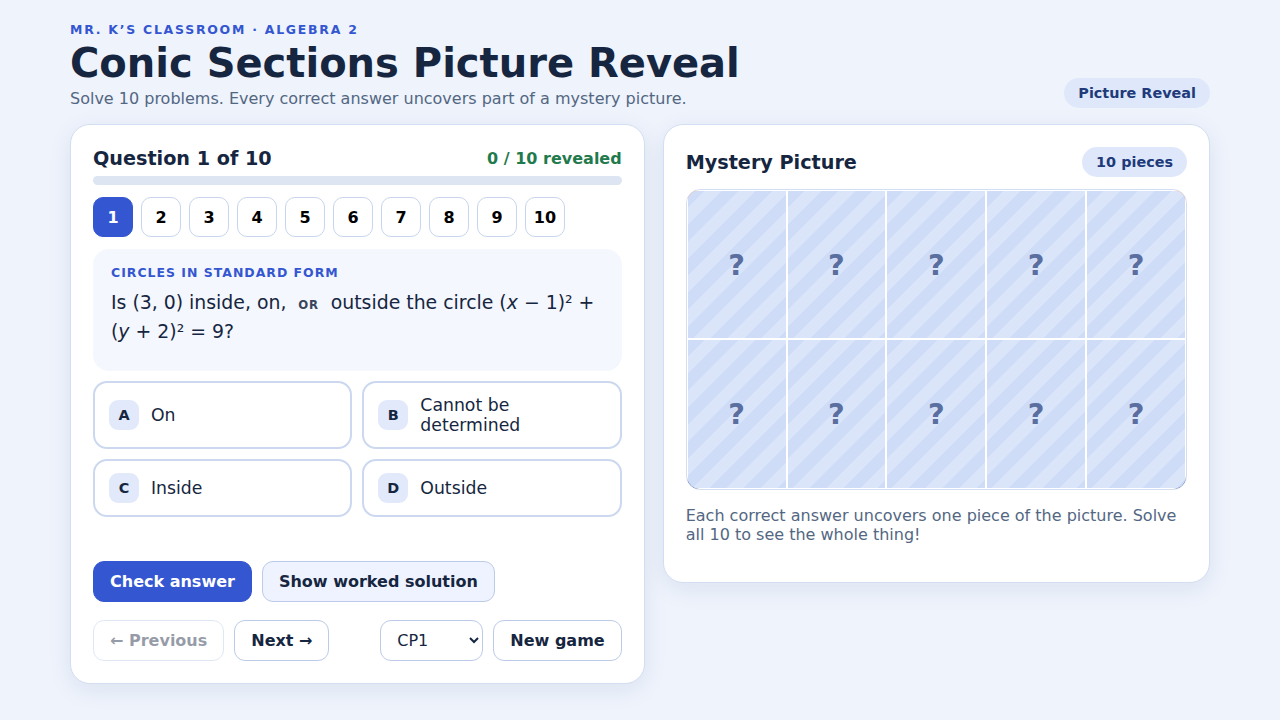 MR. K’S CLASSROOM · ALGEBRA 2
Conic Sections Picture Reveal
Solve 10 problems. Every correct answer uncovers part of a mystery picture.
Picture Reveal
Question 1 of 10
0 / 10 revealed
1 2 3 4 5 6 7 8 9 10
CIRCLES IN STANDARD FORM
Is (3, 0) inside, on, OR outside the circle (x − 1)² +
(y + 2)² = 9?
A On
B Cannot be
determined
C Inside
D Outside
Check answer
Show worked solution
← Previous
Next →
CP1
New game
Mystery Picture
10 pieces
? ? ? ? ?
? ? ? ? ?
Each correct answer uncovers one piece of the picture. Solve
all 10 to see the whole thing!